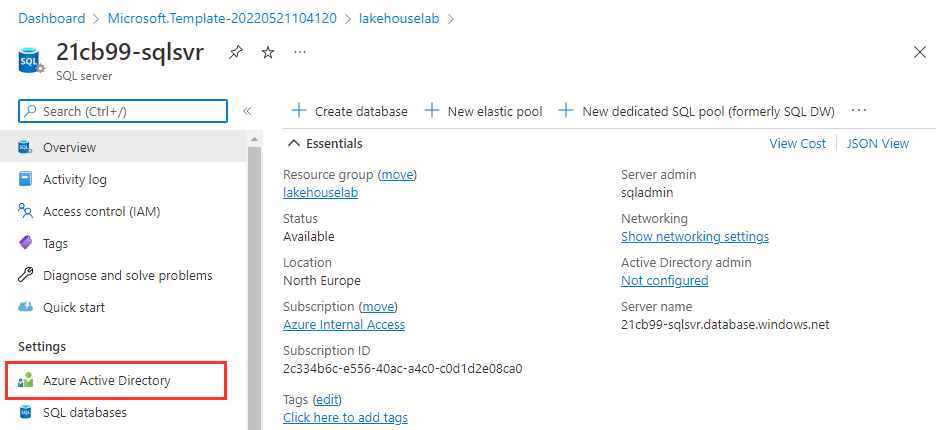 Dashboard > Microsoft.Template-20220521104120 > lakehouselab >
21cb99-sqlsvr
SQL server
Search (Ctrl+/)
Overview
Activity log
Access control (IAM)
Tags
Diagnose and solve problems
Quick start
Settings
Azure Active Directory
SQL databases
Create database New elastic pool New dedicated SQL pool (formerly SQL DW)
Essentials
View Cost JSON View
Resource group (move)
lakehouselab
Status
Available
Location
North Europe
Subscription (move)
Azure Internal Access
Subscription ID
2c334b6c-e556-40ac-a4c0-c0d1d2e08ca0
Tags (edit)
Click here to add tags
Server admin
sqladmin
Networking
Show networking settings
Active Directory admin
Not configured
Server name
21cb99-sqlsvr.database.windows.net